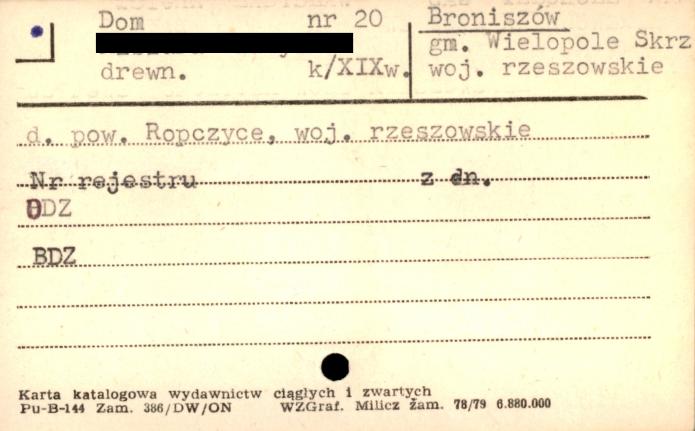 Dom nr 20 Broniszów
gm. Wielopole Skrz
drewn. k/XIXw. woj. rzeszowskie
d. pow. Ropczyce, woj. rzeszowskie
Nr rejestru z dn.
ODZ
BDZ
Karta katalogowa wydawnictw ciągłych i zwartych
Pu-B-144 Zam. 386/DW/ON WZGraf. Milicz zam. 78/79 6.880.000